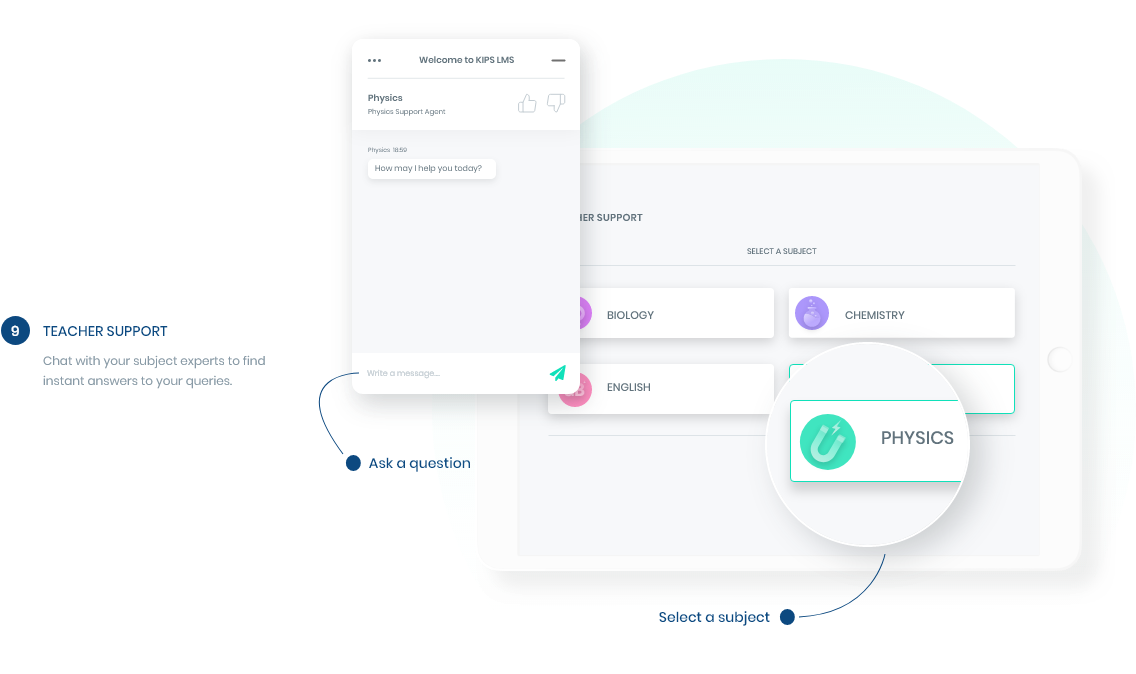 Welcome to KIPS LMS
Physics
Physics Support Agent
Physics 18:59
How may I help you today?
HER SUPPORT
SELECT A SUBJECT
BIOLOGY
CHEMISTRY
9
TEACHER SUPPORT
Chat with your subject experts to find
instant answers to your queries.
Write a message...
ENGLISH
PHYSICS
Ask a question
Select a subject